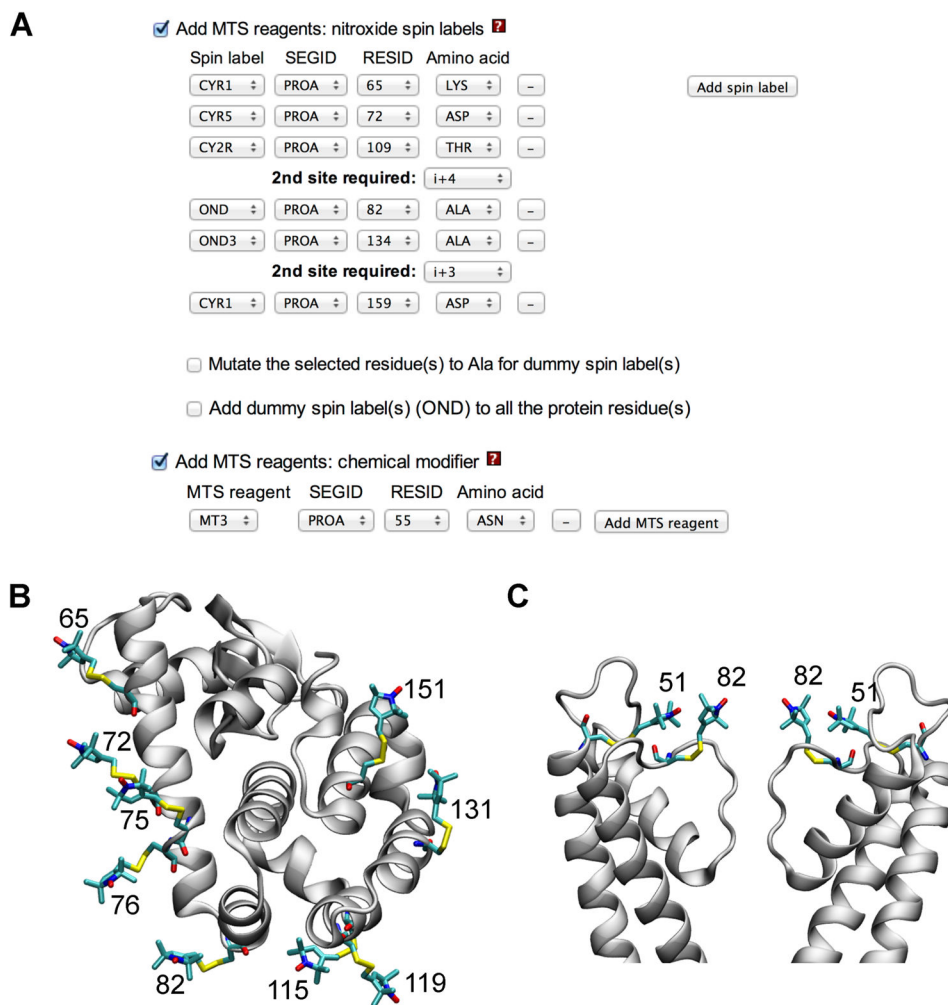 A
Add MTS reagents: nitroxide spin labels ?
Spin label SEGID RESID Amino acid
CYR1 PROA 65 LYS - Add spin label
CYR5 PROA 72 ASP -
CY2R PROA 109 THR -
2nd site required: i+4
OND PROA 82 ALA -
OND3 PROA 134 ALA -
2nd site required: i+3
CYR1 PROA 159 ASP -
Mutate the selected residue(s) to Ala for dummy spin label(s)
Add dummy spin label(s) (OND) to all the protein residue(s)
Add MTS reagents: chemical modifier ?
MTS reagent SEGID RESID Amino acid
MT3 PROA 55 ASN - Add MTS reagent
B
65
151
72
75
131
76
82
115
119
C
51 82 82 51